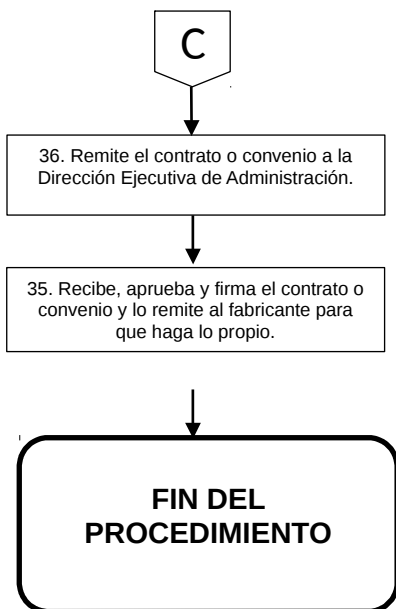 C
36. Remite el contrato o convenio a la
Dirección Ejecutiva de Administración.
35. Recibe, aprueba y firma el contrato o
convenio y lo remite al fabricante para
que haga lo propio.
FIN DEL
PROCEDIMIENTO